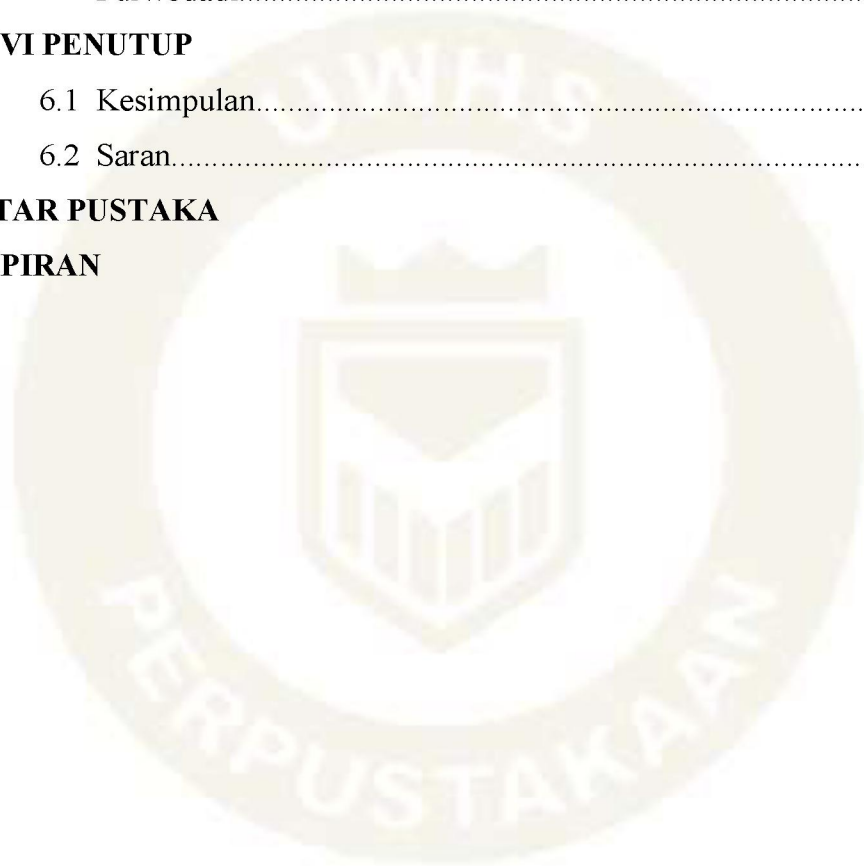 VI PENUTUP
6.1 Kesimpulan
6.2 Saran
TAR PUSTAKA
PIRAN
UWHS
PERPUSTAKAAN